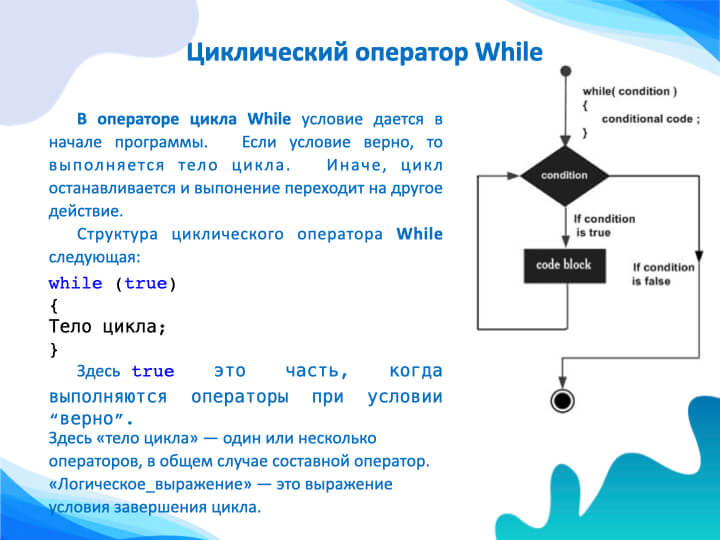 Циклический оператор While
В операторе цикла While условие дается в
начале программы. Если условие верно, то
выполняется тело цикла. Иначе, цикл
останавливается и выпонение переходит на другое
действие.
Структура циклического оператора While
следующая:
while (true)
{
Тело цикла;
}
Здесь true это часть, когда
выполняются операторы при условии
“верно”.
Здесь «тело цикла» — один или несколько
операторов, в общем случае составной оператор.
«Логическое_выражение» — это выражение
условия завершения цикла.
while( condition )
{
conditional code ;
}
condition
If condition
is true
code block
If condition
is false